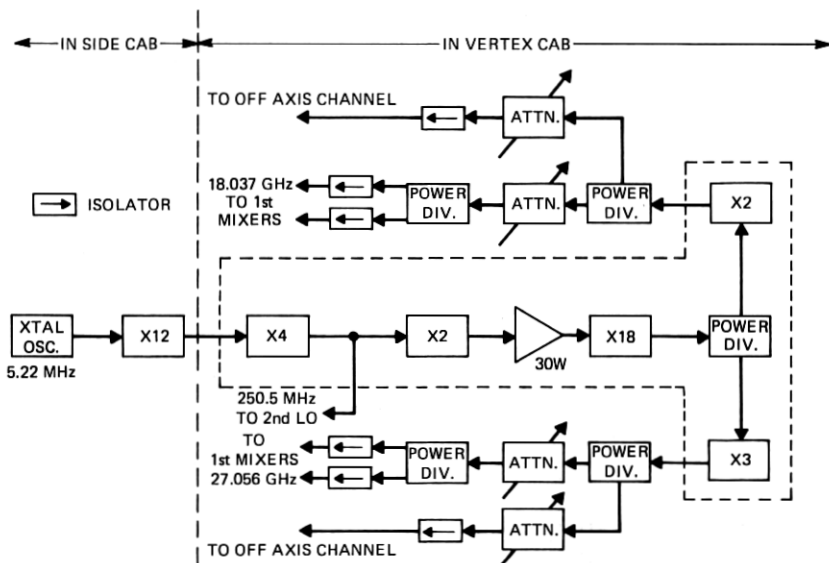 IN SIDE CAB
IN VERTEX CAB
TO OFF AXIS CHANNEL
ATTN.
18.037 GHz
TO 1st
MIXERS
POWER
DIV.
ATTN.
POWER
DIV.
X2
ISOLATOR
XTAL
OSC.
5.22 MHz
X12
X4
X2
30W
X18
POWER
DIV.
250.5 MHz
TO 2nd LO
TO
1st MIXERS
27.056 GHz
POWER
DIV.
ATTN.
POWER
DIV.
X3
ATTN.
TO OFF AXIS CHANNEL